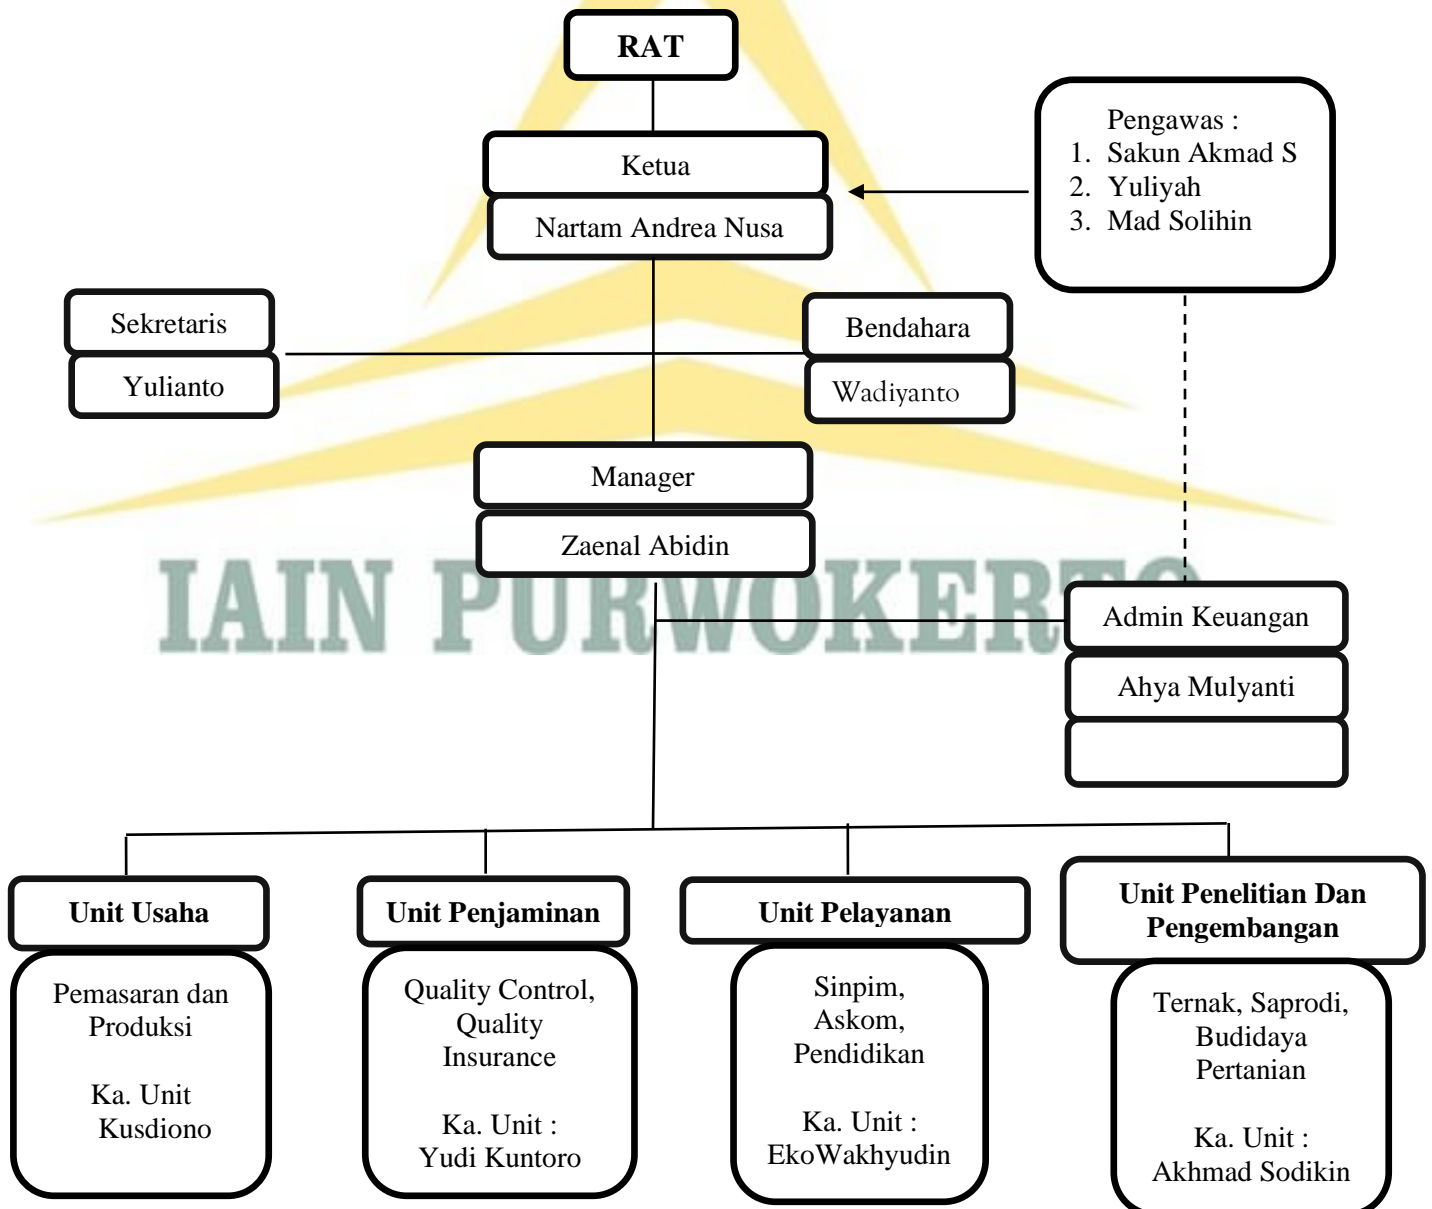 RAT
Ketua
Nartam Andrea Nusa
Pengawas :
1. Sakun Akmad S
2. Yuliyah
3. Mad Solihin
Sekretaris
Yulianto
Bendahara
Wadiyanto
Manager
Zaenal Abidin
IAIN PURWOKERTO
Admin Keuangan
Ahya Mulyanti
Unit Usaha
Pemasaran dan
Produksi
Ka. Unit
Kusdiono
Unit Penjaminan
Quality Control,
Quality
Insurance
Ka. Unit :
Yudi Kuntoro
Unit Pelayanan
Sinpim,
Askom,
Pendidikan
Ka. Unit :
EkoWakhyudin
Unit Penelitian Dan
Pengembangan
Ternak, Saprodi,
Budidaya
Pertanian
Ka. Unit :
Akhmad Sodikin